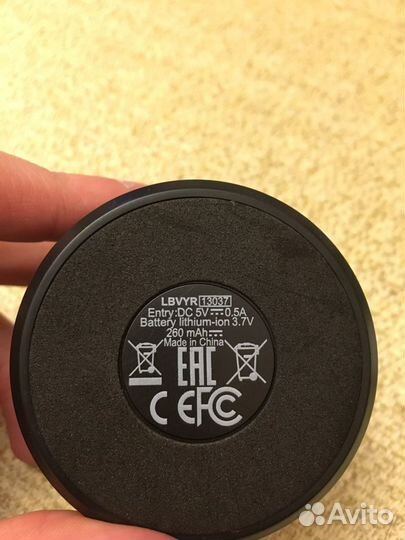 LBVYR 13037
Entry:DC 5V⎓0.5A
Battery lithium-ion 3.7V
260 mAh⎓
Made in China
EAC
CE FC
Avito